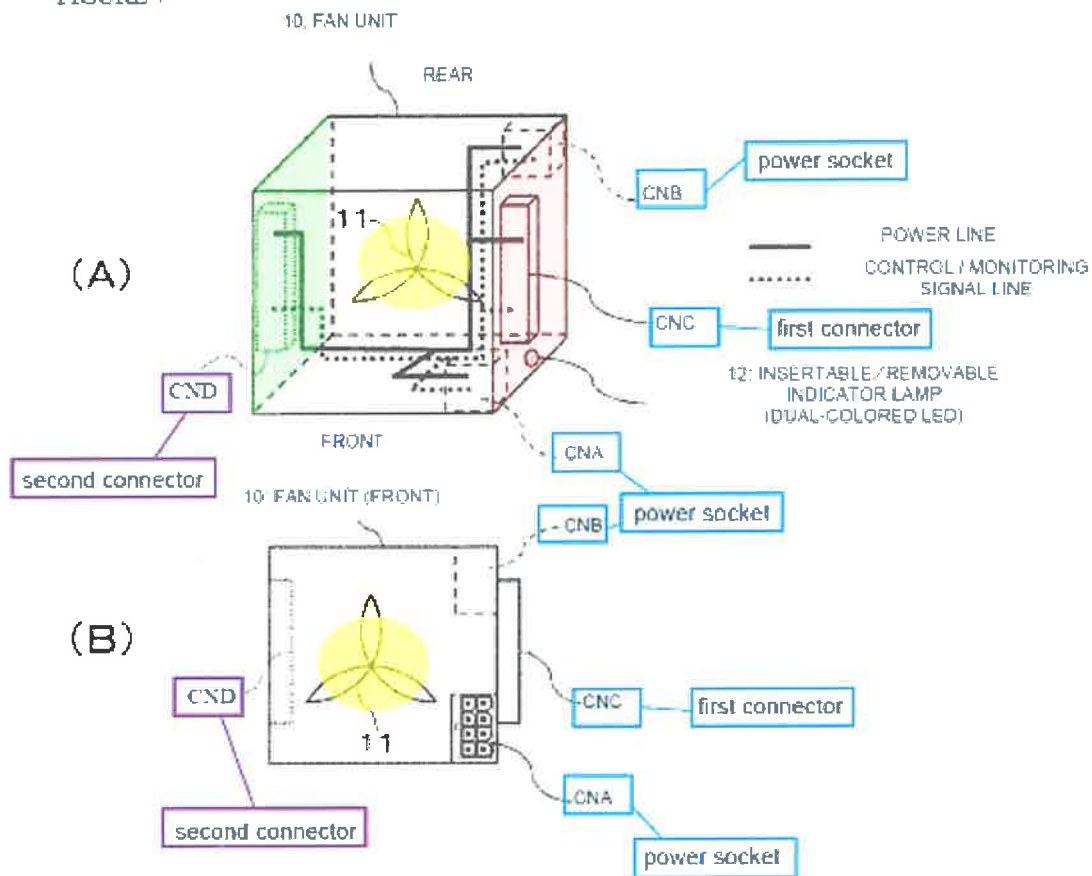 10, FAN UNIT
REAR
power socket
CNB
11
POWER LINE
(A)
CONTROL / MONITORING
SIGNAL LINE
CNC
first connector
12: INSERTABLE/REMOVABLE
INDICATOR LAMP
(DUAL-COLORED LED)
CND
FRONT
CNA
second connector
10: FAN UNIT (FRONT)
CNB
power socket
(B)
CND
CNC
first connector
11
CNA
second connector
power socket